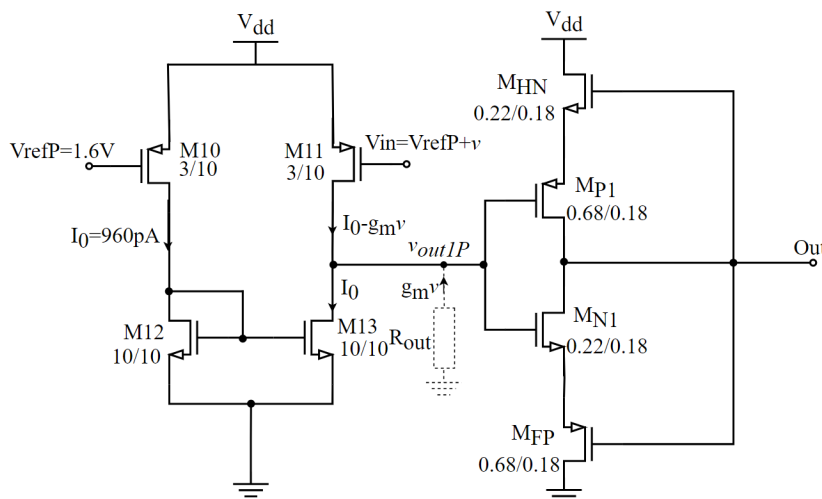 Vdd
Vdd
MHN
0.22/0.18
VrefP=1.6V
M10
3/10
M11
3/10
Vin=VrefP+v
MP1
0.68/0.18
I0=960pA
I0-gmv
vout1P
Out
I0
gmv
M12
10/10
M13
10/10
Rout
MN1
0.22/0.18
MFP
0.68/0.18